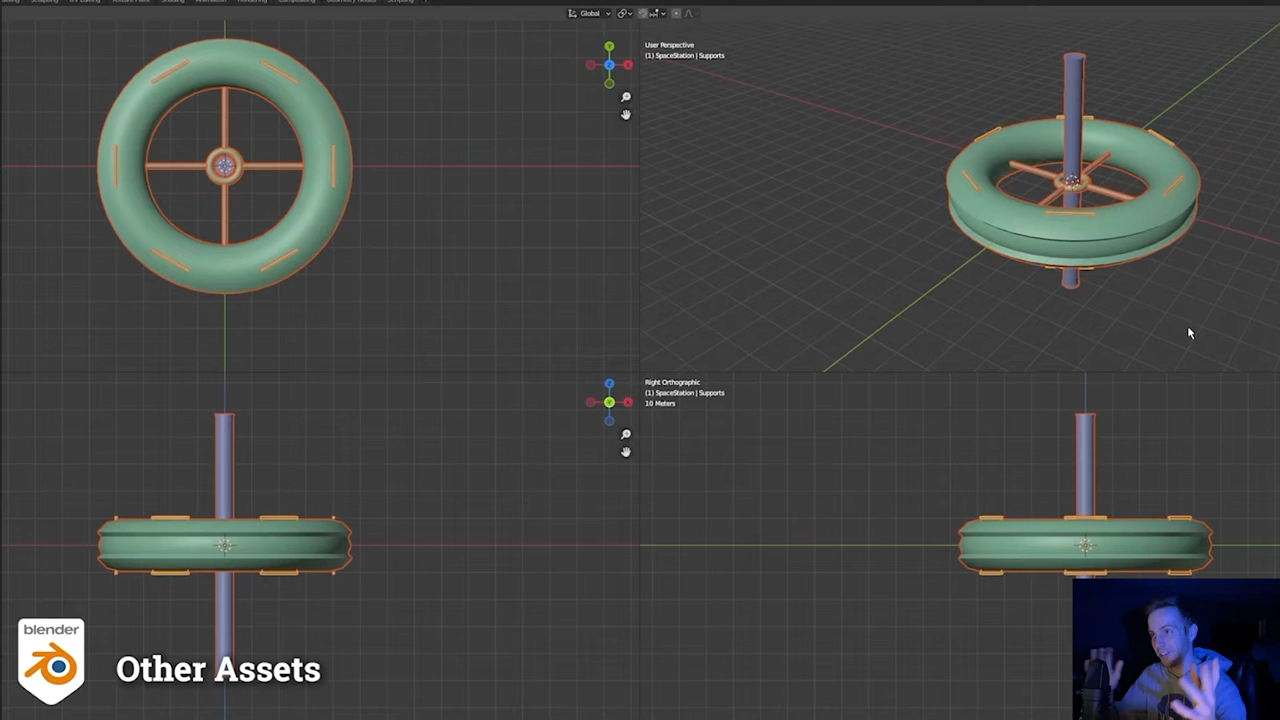 Global
User Perspective
(1) SpaceStation | Supports
Right Orthographic
(1) SpaceStation | Supports
10 Meters
blender
Other Assets